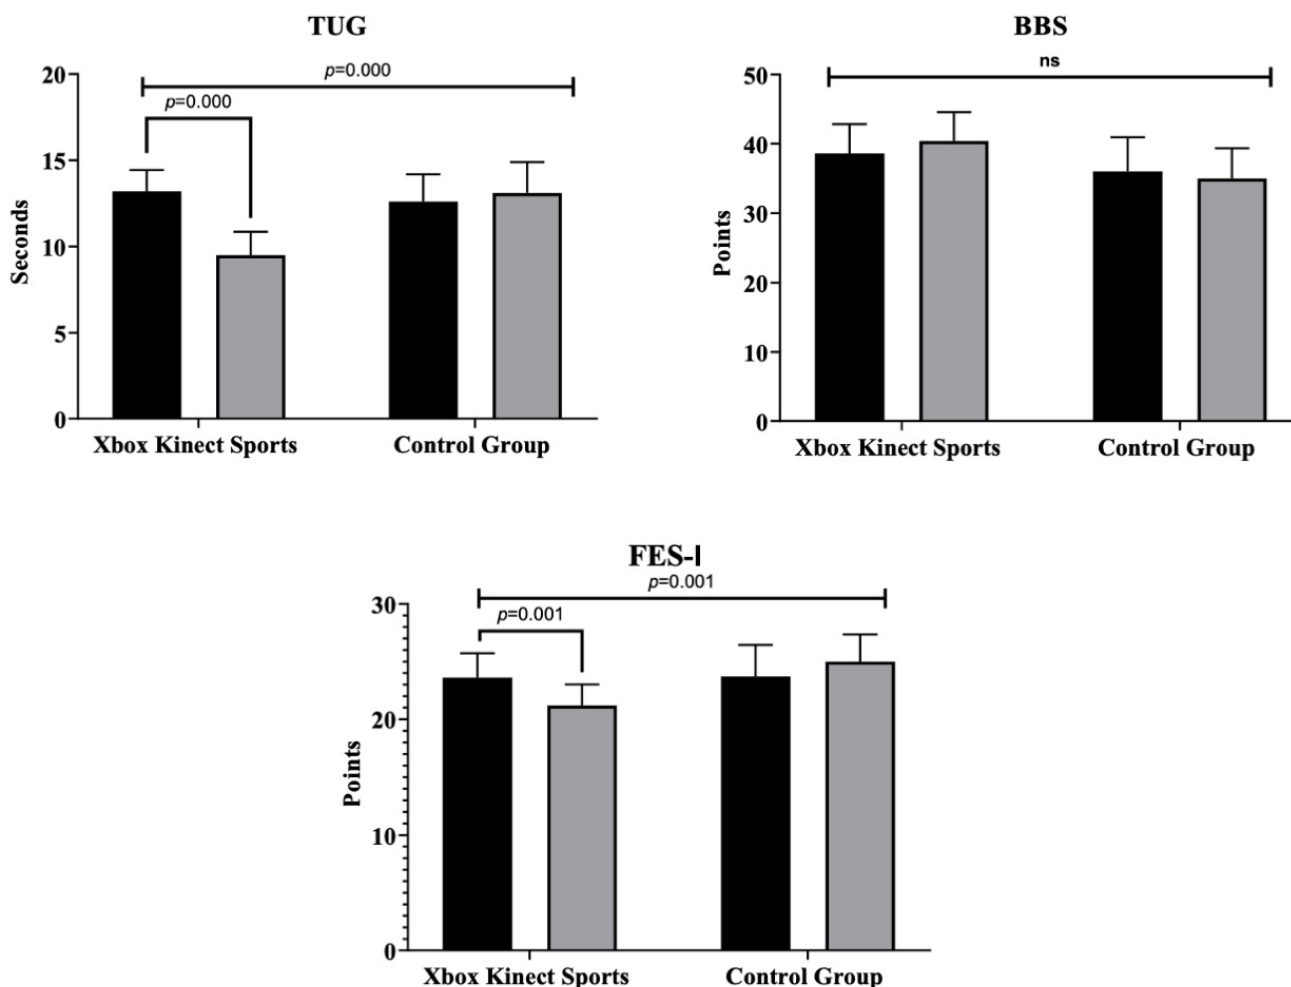 TUG
p=0.000
p=0.000
20
15
10
5
0
Seconds
Xbox Kinect Sports
Control Group
BBS
ns
50
40
30
20
10
0
Points
Xbox Kinect Sports
Control Group
FES-I
p=0.001
p=0.001
30
20
10
0
Points
Xbox Kinect Sports
Control Group